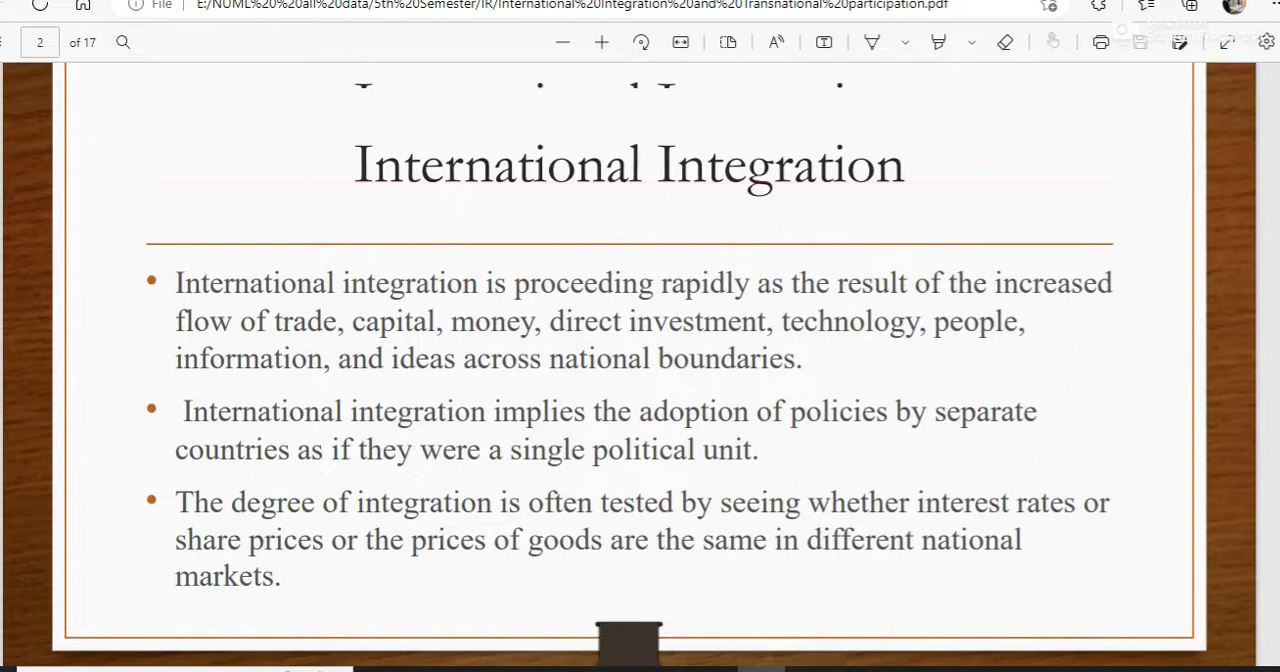 File E:/NUML%20%20all%20data/5th%20Semester/IR/International%20Integration%20and%20Transnational%20participation.pdf
2 of 17
International Integration
• International integration is proceeding rapidly as the result of the increased
flow of trade, capital, money, direct investment, technology, people,
information, and ideas across national boundaries.
• International integration implies the adoption of policies by separate
countries as if they were a single political unit.
• The degree of integration is often tested by seeing whether interest rates or
share prices or the prices of goods are the same in different national
markets.